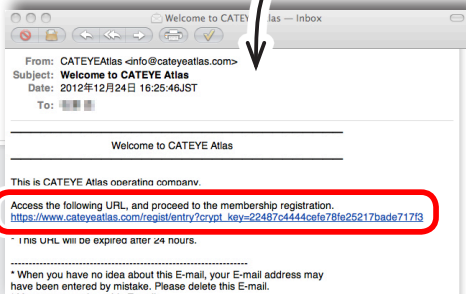 Welcome to CATEYE Atlas — Inbox
From: CATEYEAtlas <info@cateyeatlas.com>
Subject: Welcome to CATEYE Atlas
Date: 2012年12月24日 16:25:46JST
To:
Welcome to CATEYE Atlas
This is CATEYE Atlas operating company.
Access the following URL, and proceed to the membership registration.
https://www.cateyeatlas.com/regist/entry?crypt_key=22487c4444cefe78fe25217bade717f3
* This URL will be expired after 24 hours.
* When you have no idea about this E-mail, your E-mail address may
have been entered by mistake. Please delete this E-mail.